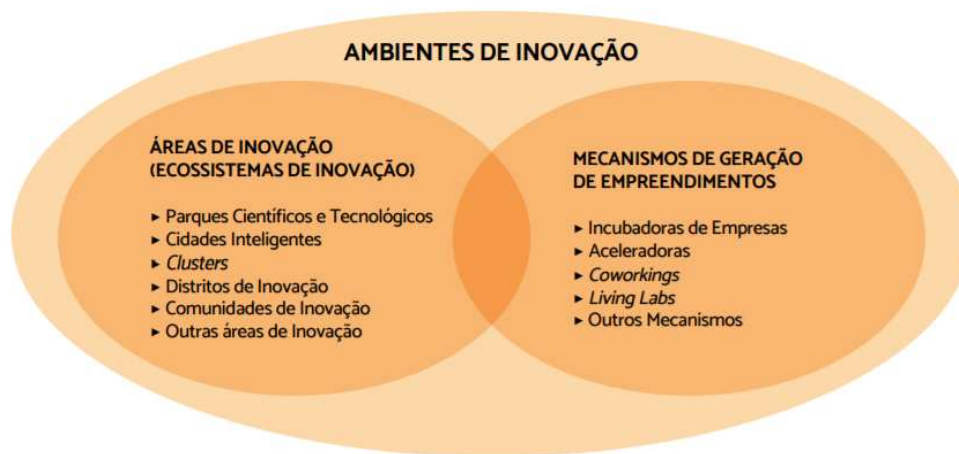 AMBIENTES DE INOVAÇÃO
ÁREAS DE INOVAÇÃO
(ECOSSISTEMAS DE INOVAÇÃO)
► Parques Científicos e Tecnológicos
► Cidades Inteligentes
► Clusters
► Distritos de Inovação
► Comunidades de Inovação
► Outras áreas de Inovação
MECANISMOS DE GERAÇÃO
DE EMPREENDIMENTOS
► Incubadoras de Empresas
► Aceleradoras
► Coworkings
► Living Labs
► Outros Mecanismos